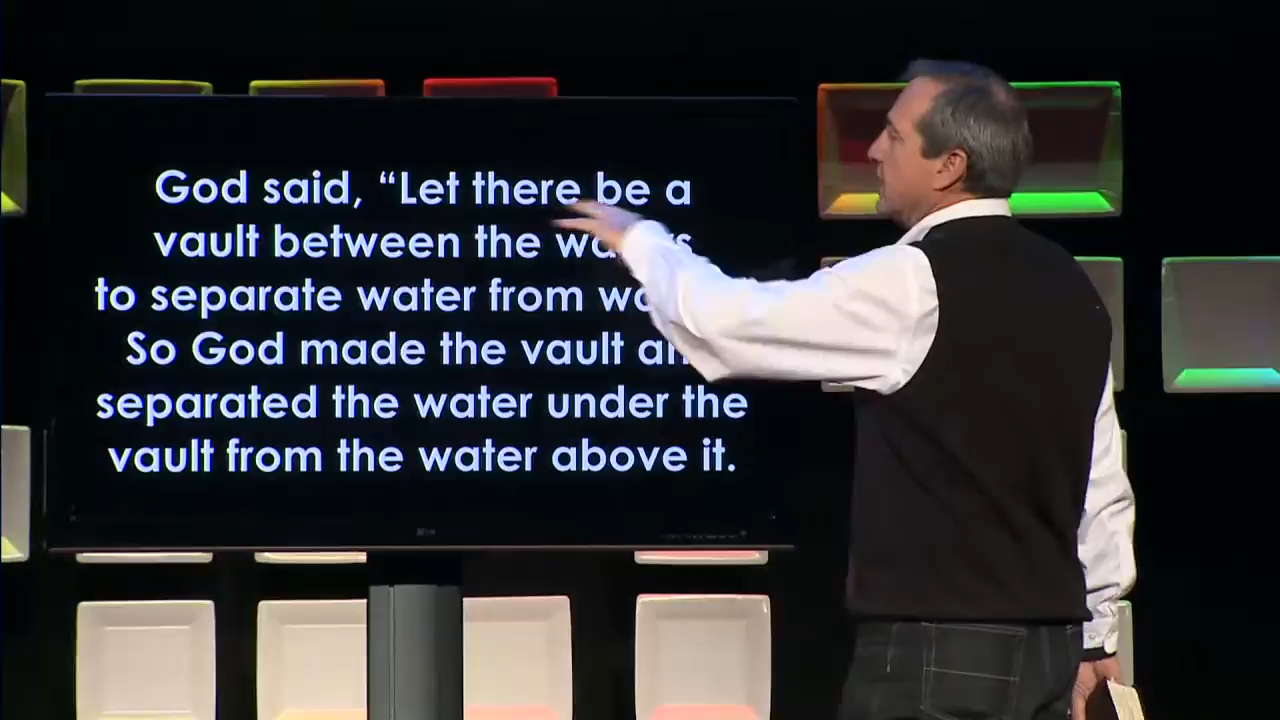 God said, “Let there be a
vault between the
to separate water from
So God made the vault
separated the water under the
vault from the water above it.